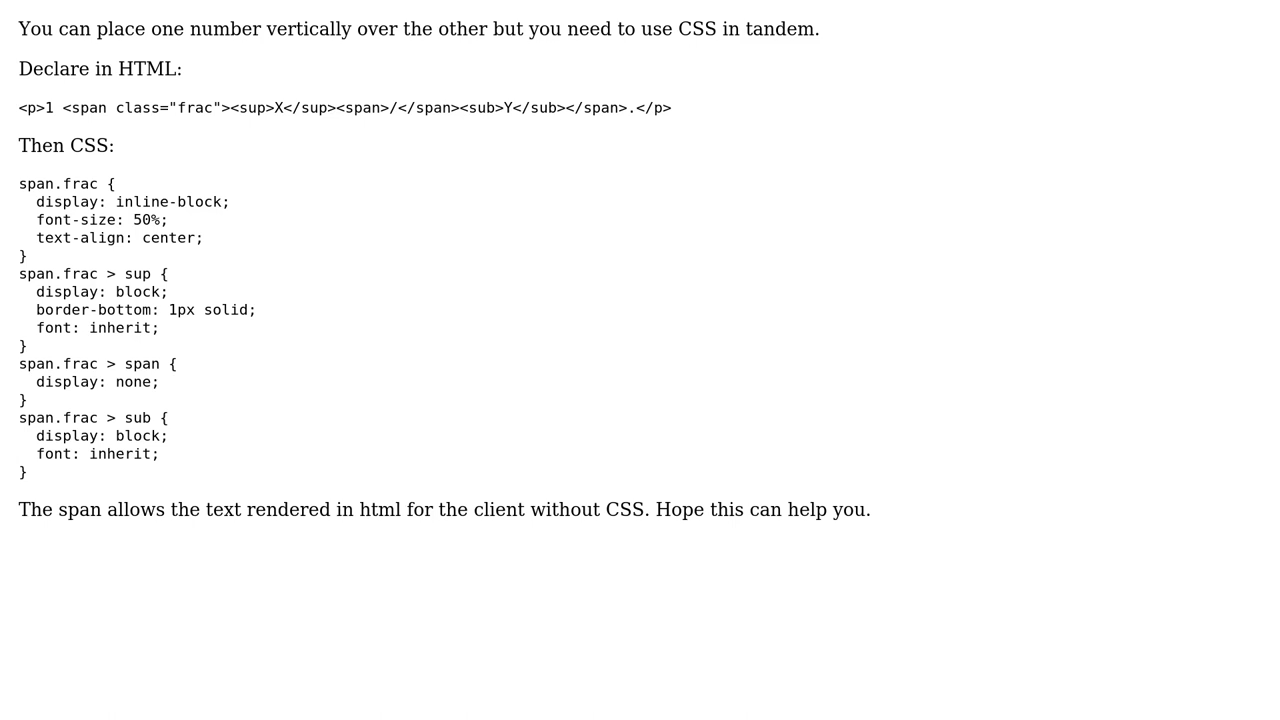 You can place one number vertically over the other but you need to use CSS in tandem.
Declare in HTML:
<p>1 <span class="frac"><sup>X</sup><span>/</span><sub>Y</sub></span>.</p>
Then CSS:
span.frac {
  display: inline-block;
  font-size: 50%;
  text-align: center;
}
span.frac > sup {
  display: block;
  border-bottom: 1px solid;
  font: inherit;
}
span.frac > span {
  display: none;
}
span.frac > sub {
  display: block;
  font: inherit;
}
The span allows the text rendered in html for the client without CSS. Hope this can help you.